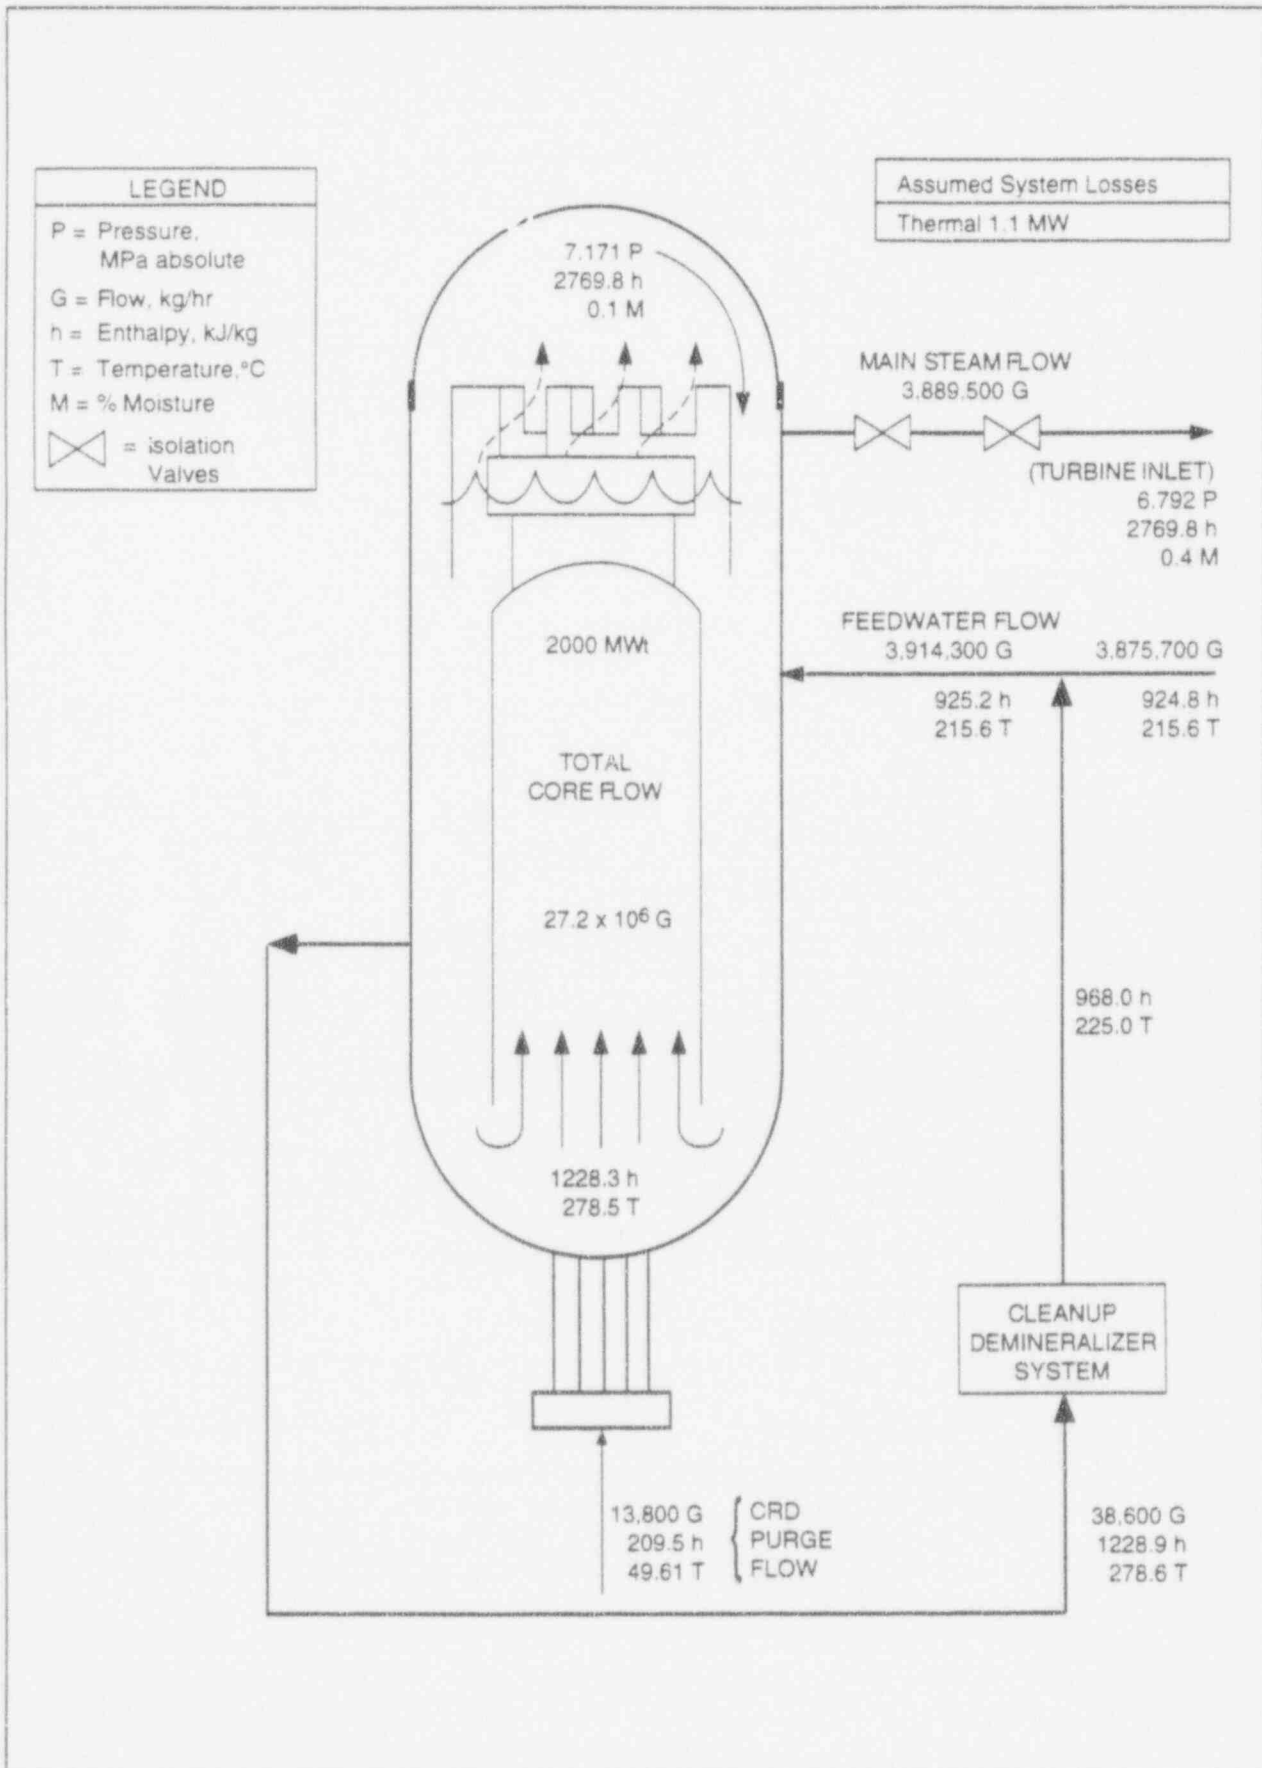 LEGEND
P = Pressure,
MPa absolute
G = Flow, kg/hr
h = Enthalpy, kJ/kg
T = Temperature,°C
M = % Moisture
= isolation
Valves
Assumed System Losses
Thermal 1.1 MW
7.171 P
2769.8 h
0.1 M
MAIN STEAM FLOW
3,889,500 G
(TURBINE INLET)
6.792 P
2769.8 h
0.4 M
FEEDWATER FLOW
3,914,300 G 3,875,700 G
925.2 h 924.8 h
215.6 T 215.6 T
2000 MWt
TOTAL
CORE FLOW
27.2 x 10⁶ G
968.0 h
225.0 T
1228.3 h
278.5 T
CLEANUP
DEMINERALIZER
SYSTEM
13,800 G
209.5 h
49.61 T
CRD
PURGE
FLOW
38,600 G
1228.9 h
278.6 T